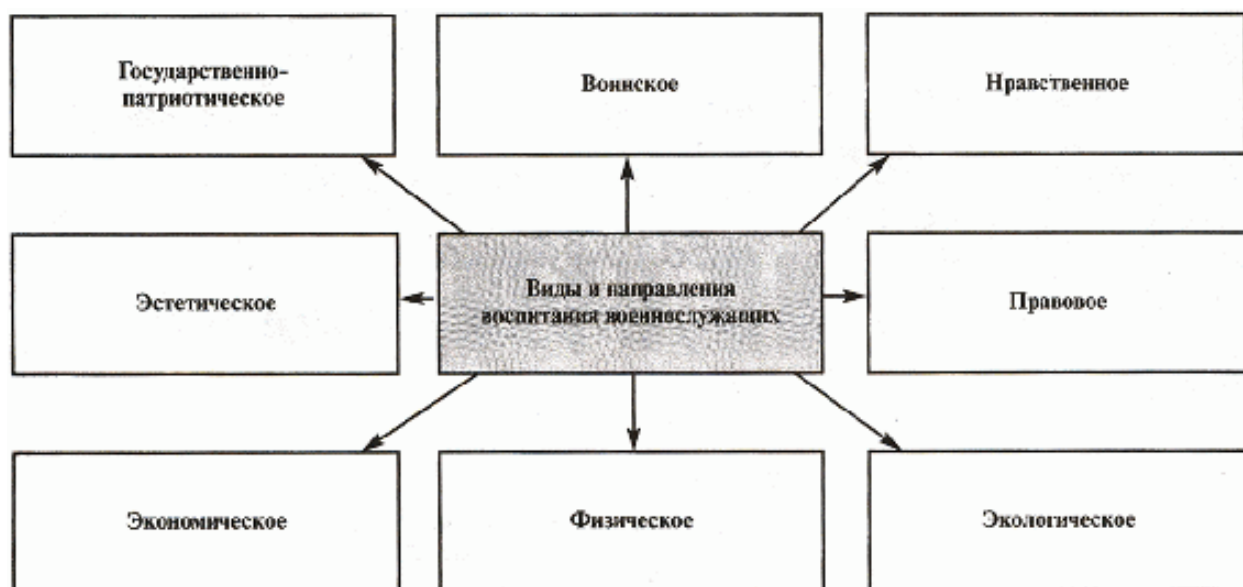 Государственно-
патриотическое
Воинское
Нравственное
Эстетическое
Виды и направления
воспитания военнослужащих
Правовое
Экономическое
Физическое
Экологическое